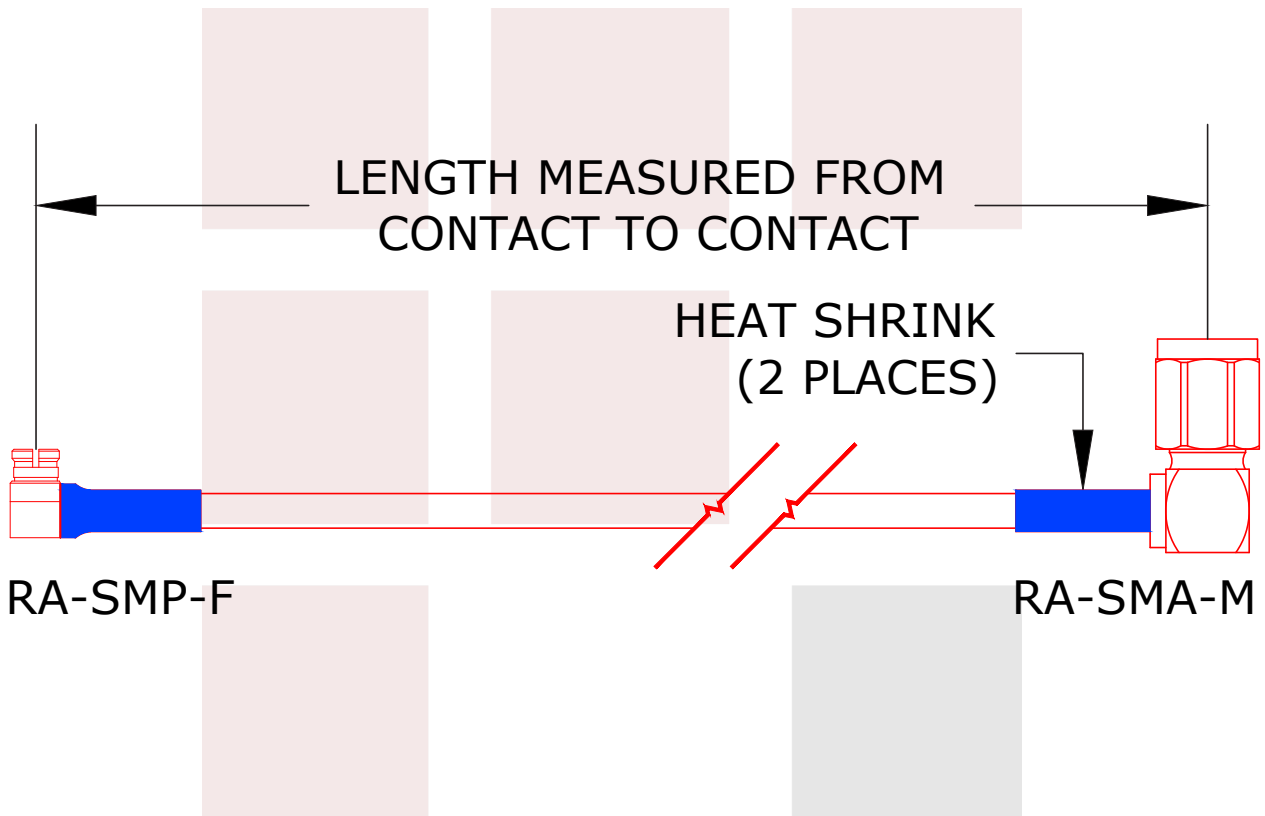 LENGTH MEASURED FROM
CONTACT TO CONTACT
HEAT SHRINK
(2 PLACES)
RA-SMP-F
RA-SMA-M